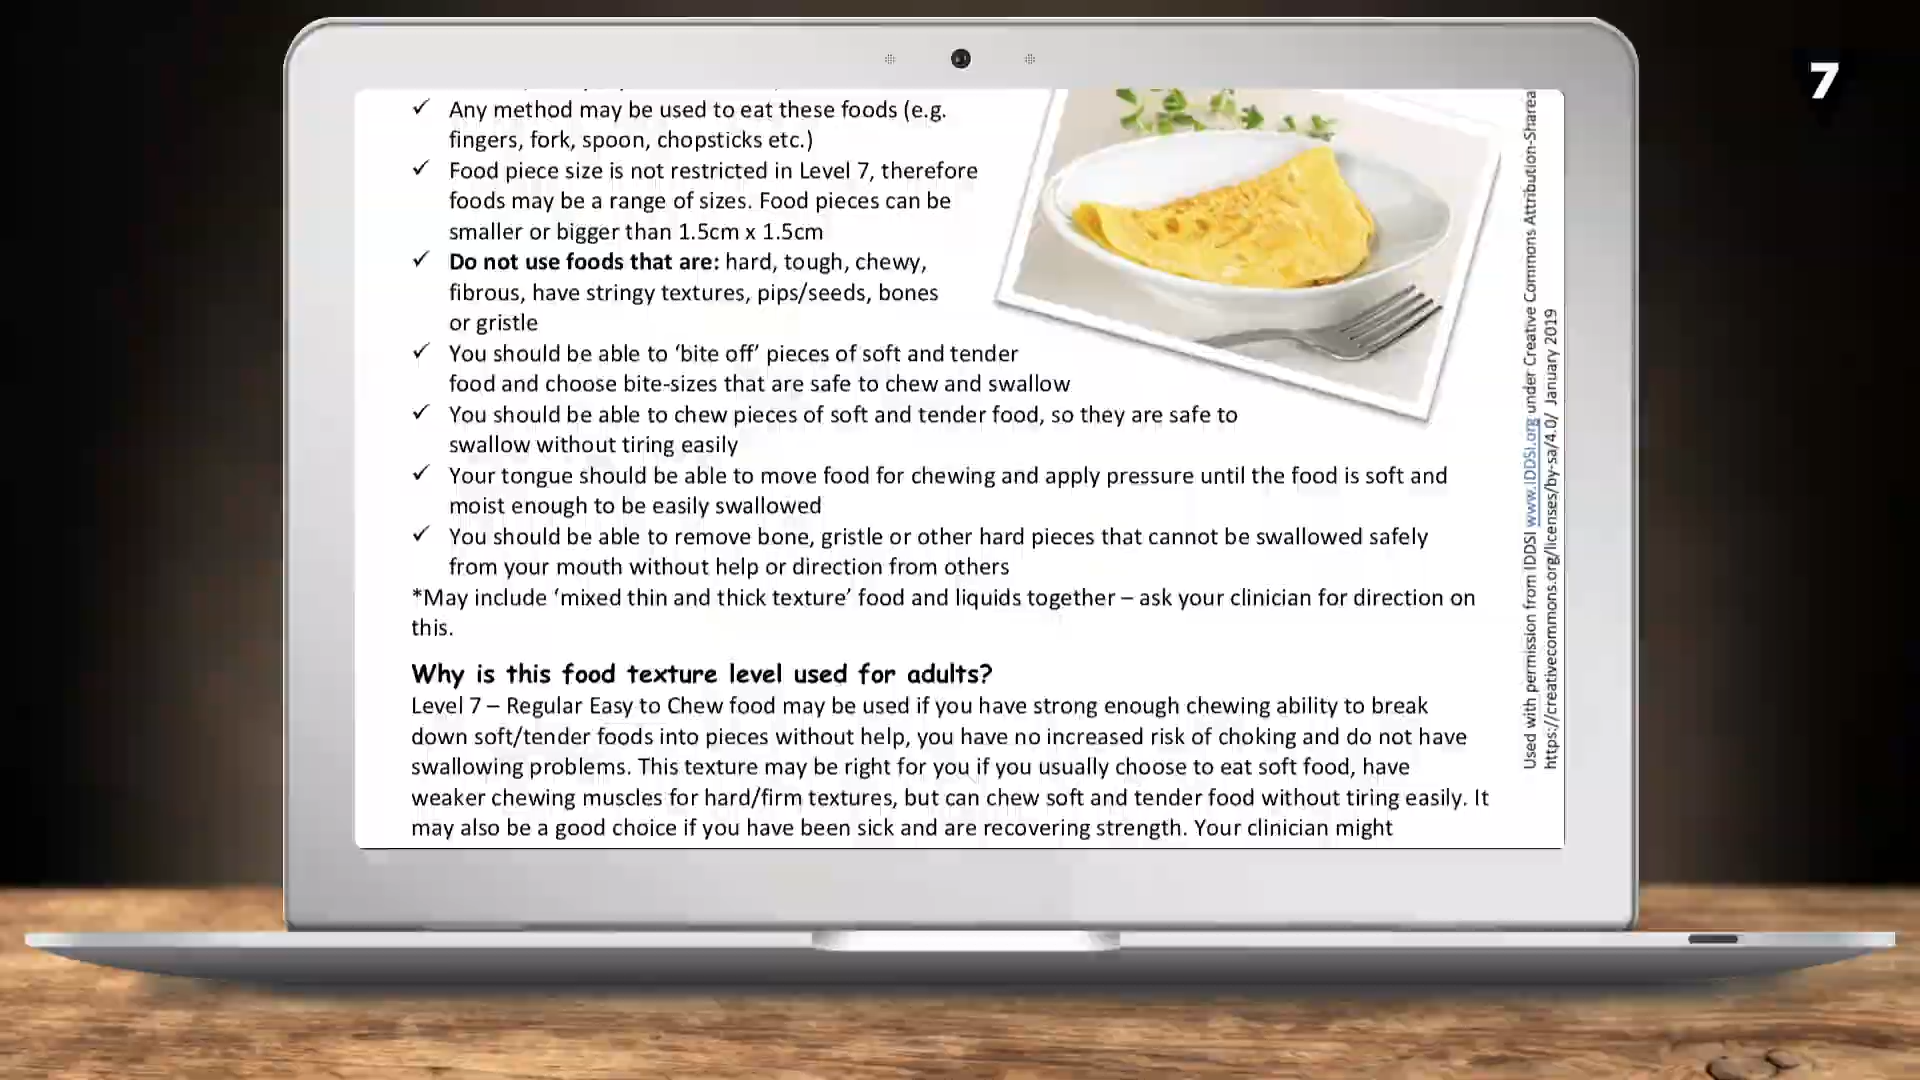 7
✓ Any method may be used to eat these foods (e.g.
fingers, fork, spoon, chopsticks etc.)
✓ Food piece size is not restricted in Level 7, therefore
foods may be a range of sizes. Food pieces can be
smaller or bigger than 1.5cm x 1.5cm
✓ Do not use foods that are: hard, tough, chewy,
fibrous, have stringy textures, pips/seeds, bones
or gristle
✓ You should be able to ‘bite off’ pieces of soft and tender
food and choose bite-sizes that are safe to chew and swallow
✓ You should be able to chew pieces of soft and tender food, so they are safe to
swallow without tiring easily
✓ Your tongue should be able to move food for chewing and apply pressure until the food is soft and
moist enough to be easily swallowed
✓ You should be able to remove bone, gristle or other hard pieces that cannot be swallowed safely
from your mouth without help or direction from others
*May include ‘mixed thin and thick texture’ food and liquids together – ask your clinician for direction on
this.
Why is this food texture level used for adults?
Level 7 – Regular Easy to Chew food may be used if you have strong enough chewing ability to break
down soft/tender foods into pieces without help, you have no increased risk of choking and do not have
swallowing problems. This texture may be right for you if you usually choose to eat soft food, have
weaker chewing muscles for hard/firm textures, but can chew soft and tender food without tiring easily. It
may also be a good choice if you have been sick and are recovering strength. Your clinician might
Used with permission from IDDSI www.IDDSI.org under Creative Commons Attribution-Sharea
https://creativecommons.org/licenses/by-sa/4.0/ January 2019